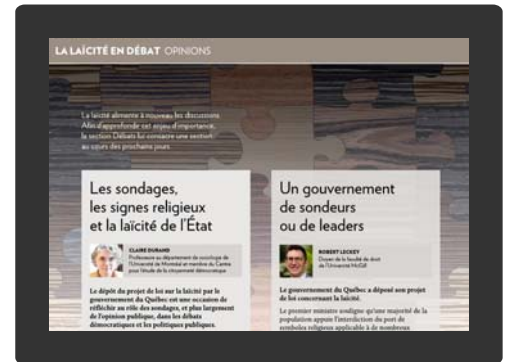 LA LAÏCITÉ EN DÉBAT OPINIONS
La laïcité alimente à nouveau les discussions.
Afin d'approfondir cet enjeu d'importance,
la section Débats lui consacre une section
au cours des prochains jours.
Les sondages,
les signes religieux
et la laïcité de l'État
CLAIRE DURAND
Professeure au département de sociologie de
l'Université de Montréal et membre du Centre
pour l'étude de la citoyenneté démocratique
Le dépôt du projet de loi sur la laïcité par le
gouvernement du Québec est une occasion de
réfléchir au rôle des sondages, et plus largement
de l'opinion publique, dans les débats
démocratiques et les politiques publiques.
Un gouvernement
de sondeurs
ou de leaders
ROBERT LECKEY
Doyen de la faculté de droit
de l'Université McGill
Le gouvernement du Québec a déposé son projet
de loi concernant la laïcité.
Le premier ministre souligne qu'une majorité de la
population appuie l'interdiction du port de
symboles religieux applicable à de nombreux